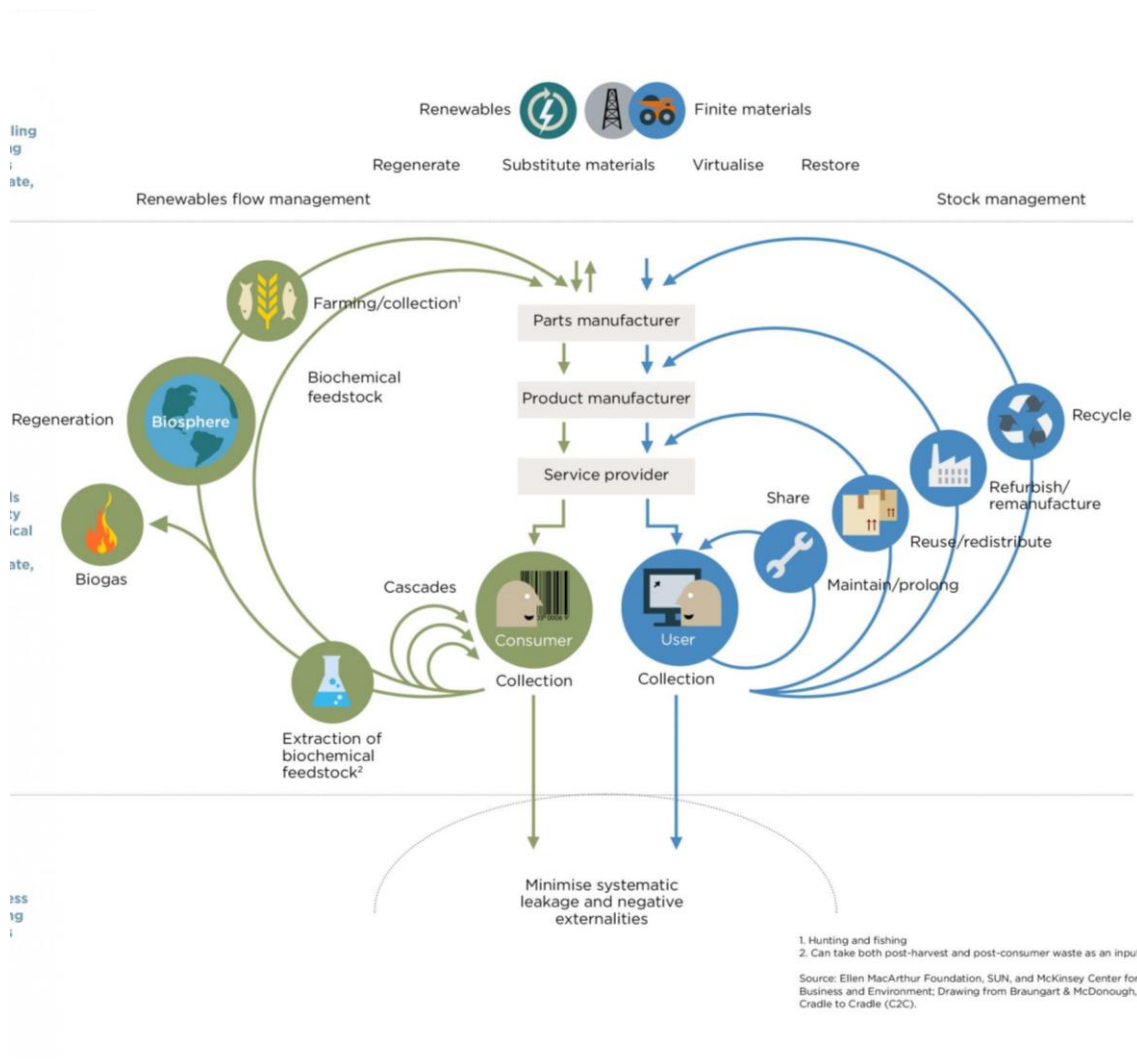 Renewables
Finite materials
Regenerate Substitute materials Virtualise Restore
Renewables flow management
Stock management
Farming/collection¹
Parts manufacturer
Biochemical
feedstock
Product manufacturer
Regeneration
Biosphere
Recycle
Service provider
Share
Refurbish/
remanufacture
Reuse/redistribute
Biogas
Cascades
Maintain/prolong
Consumer
User
Collection
Collection
Extraction of
biochemical
feedstock²
Minimise systematic
leakage and negative
externalities
1. Hunting and fishing
2. Can take both post-harvest and post-consumer waste as an input
Source: Ellen MacArthur Foundation, SUN, and McKinsey Center for
Business and Environment; Drawing from Braungart & McDonough,
Cradle to Cradle (C2C).